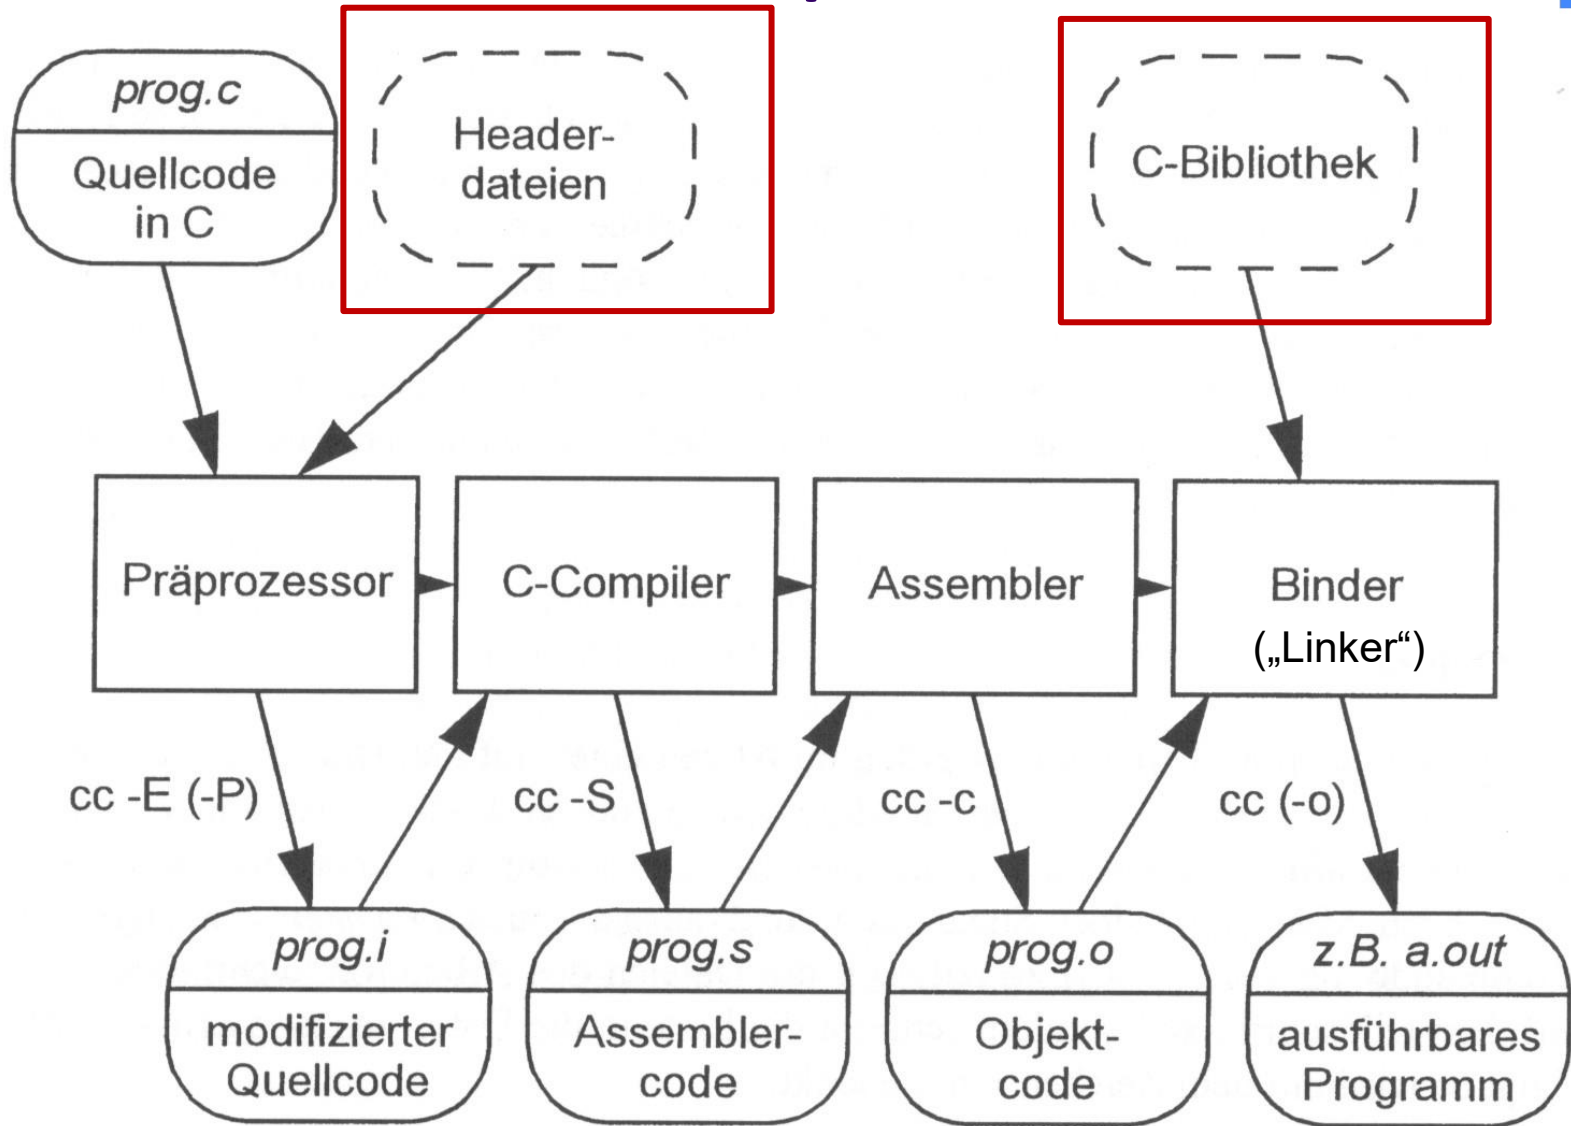 prog.c
Quellcode
in C
Header-
dateien
C-Bibliothek
Präprozessor
C-Compiler
Assembler
Binder
(„Linker“)
cc -E (-P)
cc -S
cc -c
cc (-o)
prog.i
modifizierter
Quellcode
prog.s
Assembler-
code
prog.o
Objekt-
code
z.B. a.out
ausführbares
Programm